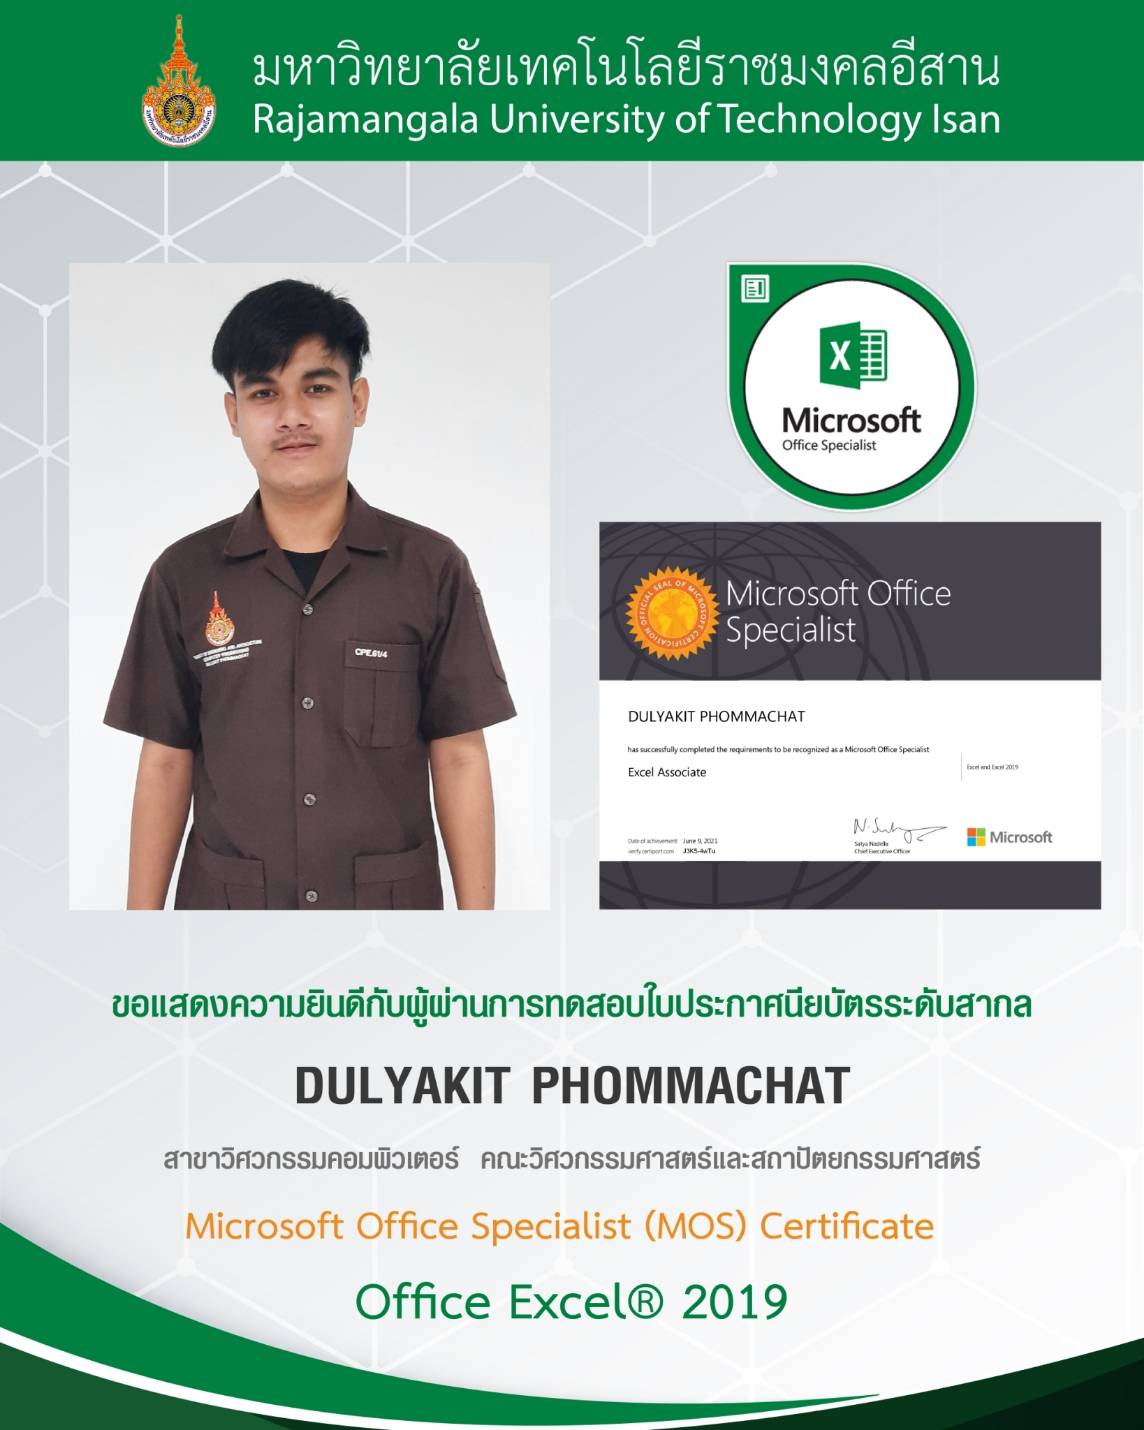 มหาวิทยาลัยเทคโนโลยีราชมงคลอีสาน
Rajamangala University of Technology Isan
Microsoft
Office Specialist
CPE.61/4
OFFICIAL SEAL OF MICROSOFT CERTIFICATION
Microsoft Office
Specialist
DULYAKIT PHOMMACHAT
has successfully completed the requirements to be recognized as a Microsoft Office Specialist
Excel Associate
Excel and Excel 2019
Date of achievement: June 9, 2021
verify.certiport.com J3KS-4wTu
Satya Nadella
Chief Executive Officer
Microsoft
ขอแสดงความยินดีกับผู้ผ่านการทดสอบใบประกาศนียบัตรระดับสากล
DULYAKIT PHOMMACHAT
สาขาวิศวกรรมคอมพิวเตอร์ คณะวิศวกรรมศาสตร์และสถาปัตยกรรมศาสตร์
Microsoft Office Specialist (MOS) Certificate
Office Excel® 2019